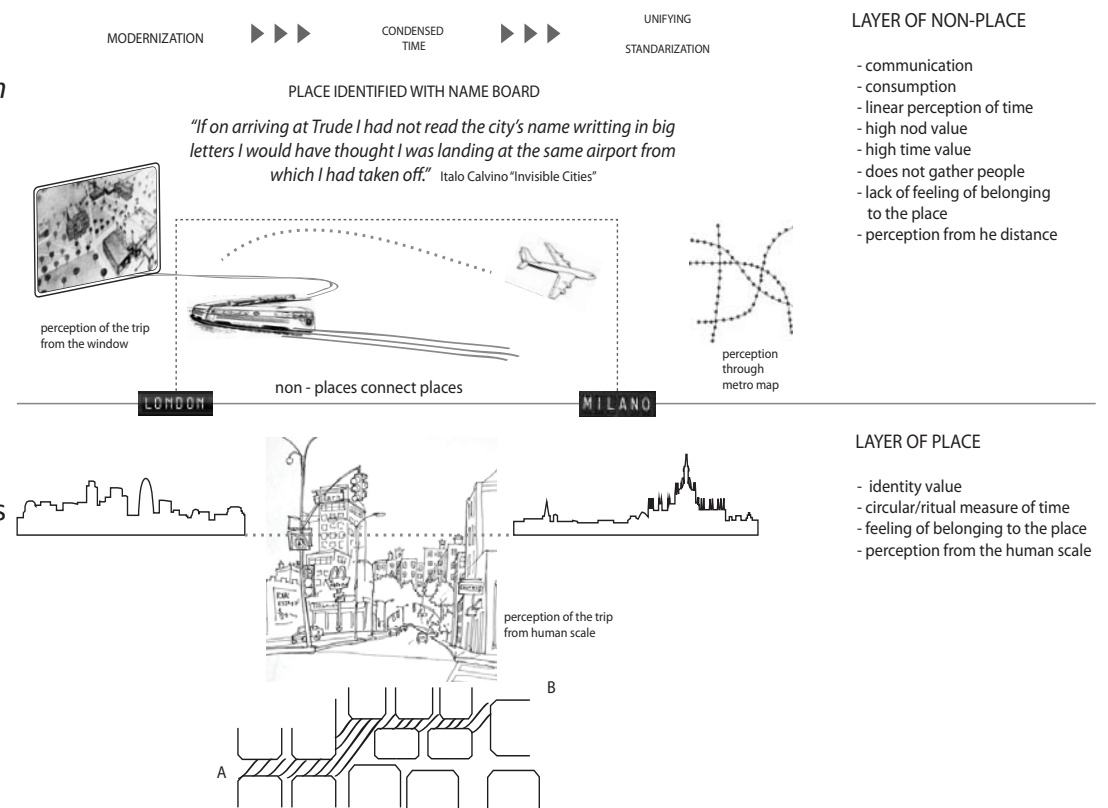 MODERNIZATION
CONDENSED
TIME
UNIFYING
STANDARIZATION
LAYER OF NON-PLACE
- communication
- consumption
- linear perception of time
- high nod value
- high time value
- does not gather people
- lack of feeling of belonging
to the place
- perception from he distance
PLACE IDENTIFIED WITH NAME BOARD
“If on arriving at Trude I had not read the city’s name writting in big
letters I would have thought I was landing at the same airport from
which I had taken off.” Italo Calvino “Invisible Cities”
perception of the trip
from the window
perception
through
metro map
non - places connect places
LONDON
MILANO
LAYER OF PLACE
- identity value
- circular/ritual measure of time
- feeling of belonging to the place
- perception from the human scale
perception of the trip
from human scale
B
A